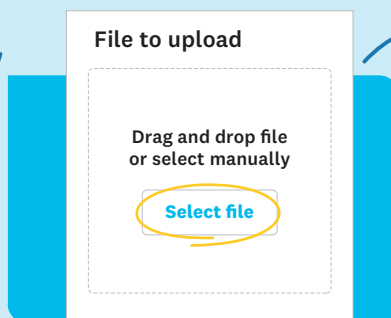 File to upload
Drag and drop file
or select manually
Select file